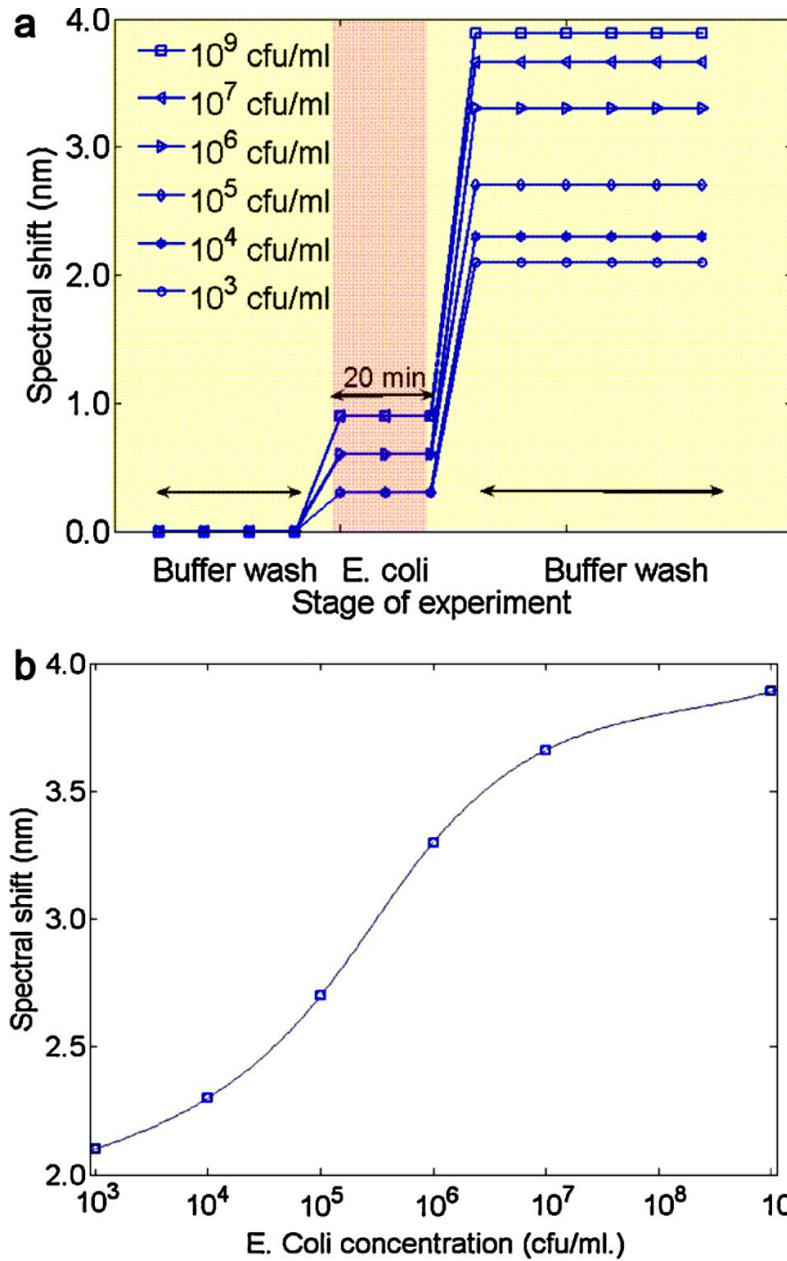 a
4.0
3.0
2.0
1.0
0.0
Spectral shift (nm)
10⁹ cfu/ml
10⁷ cfu/ml
10⁶ cfu/ml
10⁵ cfu/ml
10⁴ cfu/ml
10³ cfu/ml
20 min
Buffer wash E. coli Buffer wash
Stage of experiment
b
4.0
3.5
3.0
2.5
2.0
Spectral shift (nm)
10³ 10⁴ 10⁵ 10⁶ 10⁷ 10⁸ 10
E. Coli concentration (cfu/ml.)